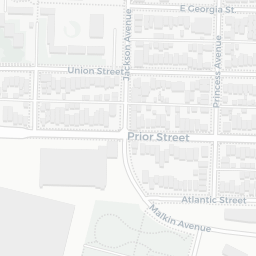 E Georgia St.
Jackson Avenue
Union Street
Princess Avenue
Prior Street
Atlantic Street
Malkin Avenue